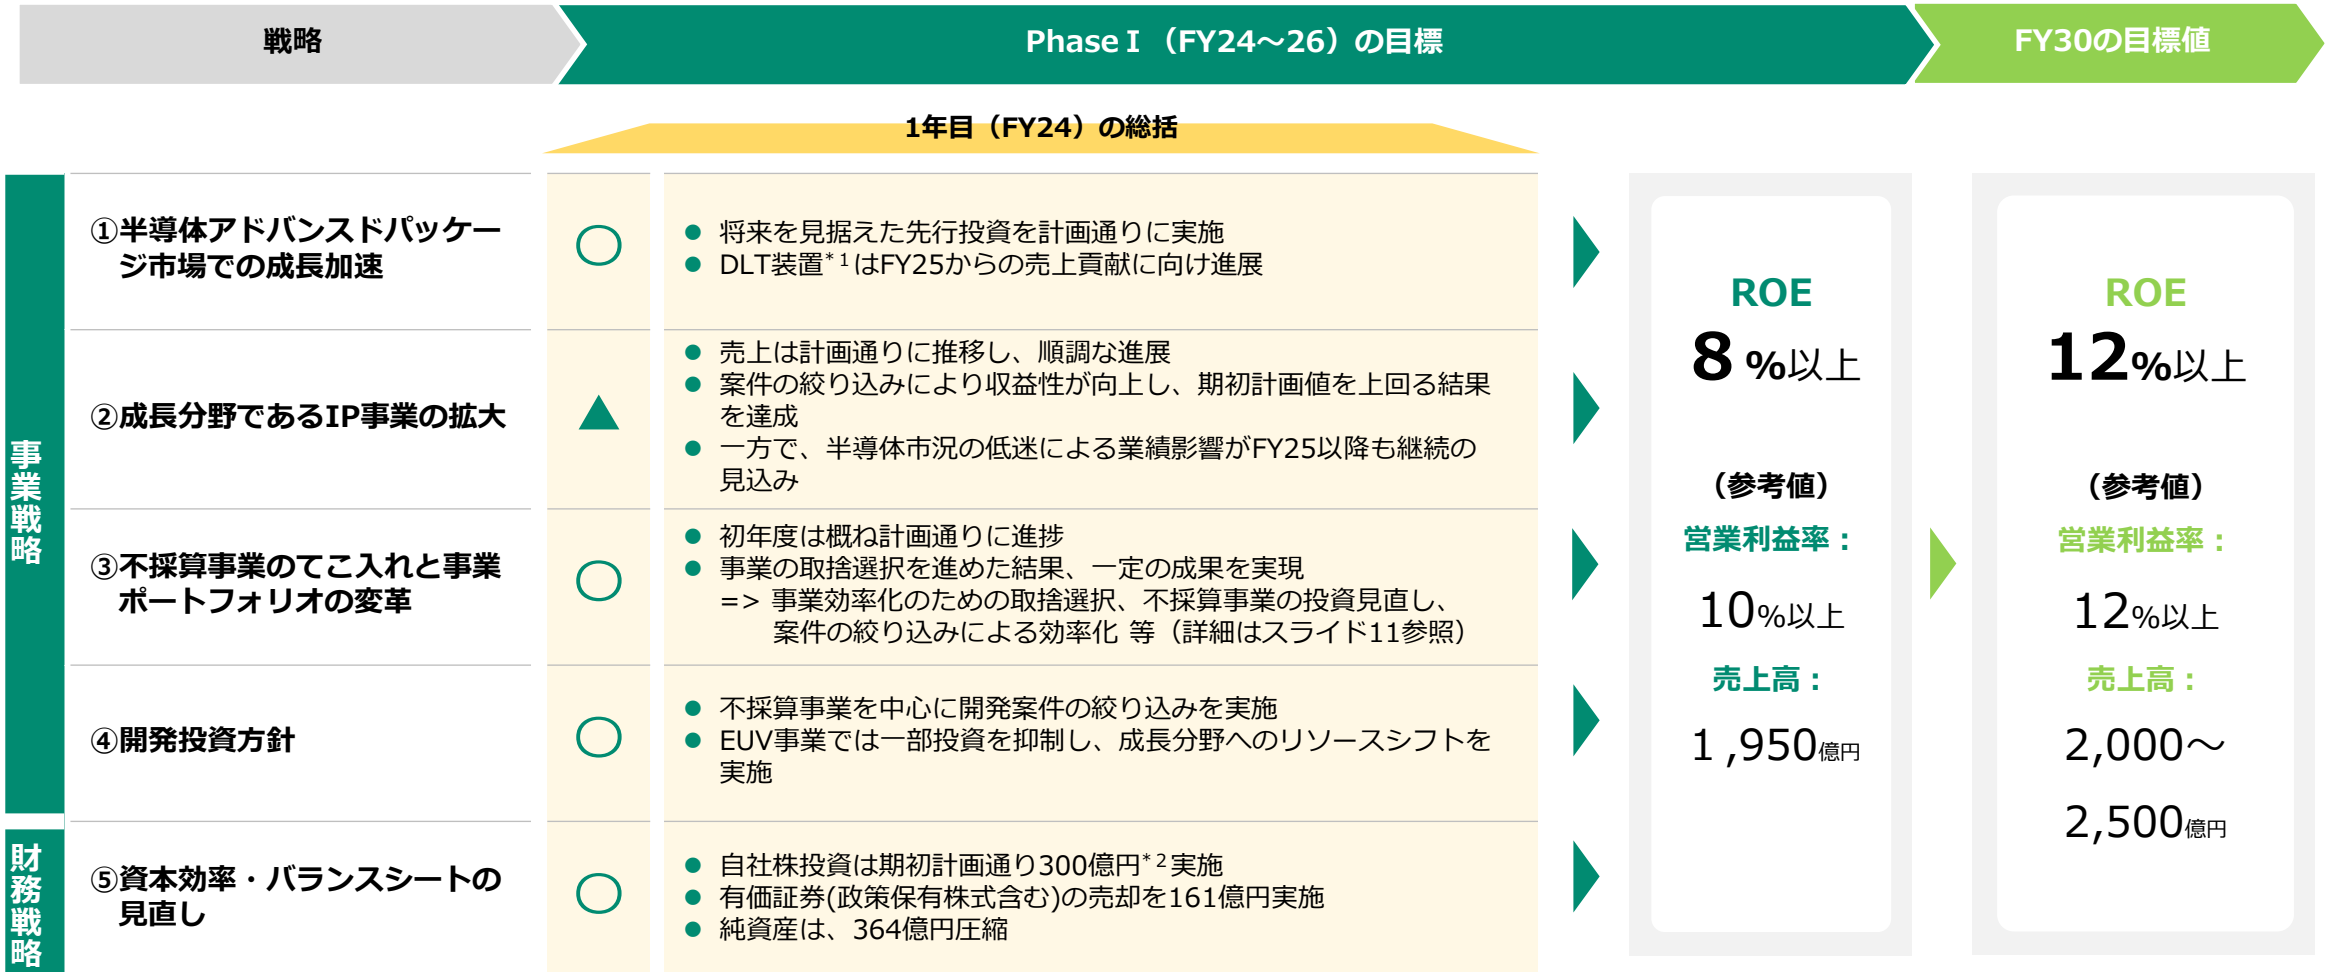 戦略
PhaseⅠ（FY24～26）の目標
FY30の目標値
1年目（FY24）の総括
事業戦略
①半導体アドバンスドパッケー
ジ市場での成長加速
〇
● 将来を見据えた先行投資を計画通りに実施
● DLT装置*1はFY25からの売上貢献に向け進展
②成長分野であるIP事業の拡大
▲
● 売上は計画通りに推移し、順調な進展
● 案件の絞り込みにより収益性が向上し、期初計画値を上回る結果
を達成
● 一方で、半導体市況の低迷による業績影響がFY25以降も継続の
見込み
③不採算事業のてこ入れと事業
ポートフォリオの変革
〇
● 初年度は概ね計画通りに進捗
● 事業の取捨選択を進めた結果、一定の成果を実現
=> 事業効率化のための取捨選択、不採算事業の投資見直し、
案件の絞り込みによる効率化 等（詳細はスライド11参照）
④開発投資方針
〇
● 不採算事業を中心に開発案件の絞り込みを実施
● EUV事業では一部投資を抑制し、成長分野へのリソースシフトを
実施
財務戦略
⑤資本効率・バランスシートの
見直し
〇
● 自社株投資は期初計画通り300億円*2実施
● 有価証券(政策保有株式含む)の売却を161億円実施
● 純資産は、364億円圧縮
ROE
8 %以上
（参考値）
営業利益率：
10%以上
売上高：
1,950億円
ROE
12%以上
（参考値）
営業利益率：
12%以上
売上高：
2,000～
2,500億円